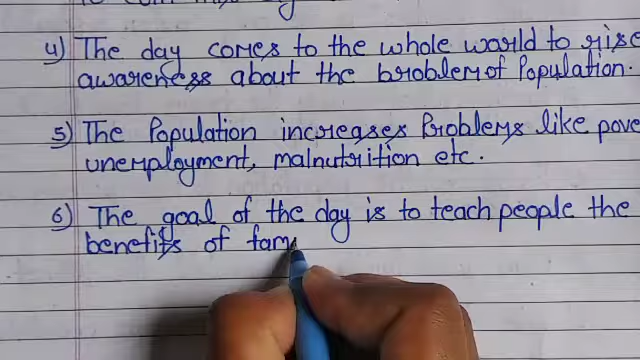 4) The day comes to the whole world to rise
awareness about the broblem of Population.
5) The Population increases Problems like pove
unemployment, malnutrition etc.
6) The goal of the day is to teach people the
benefits of fam